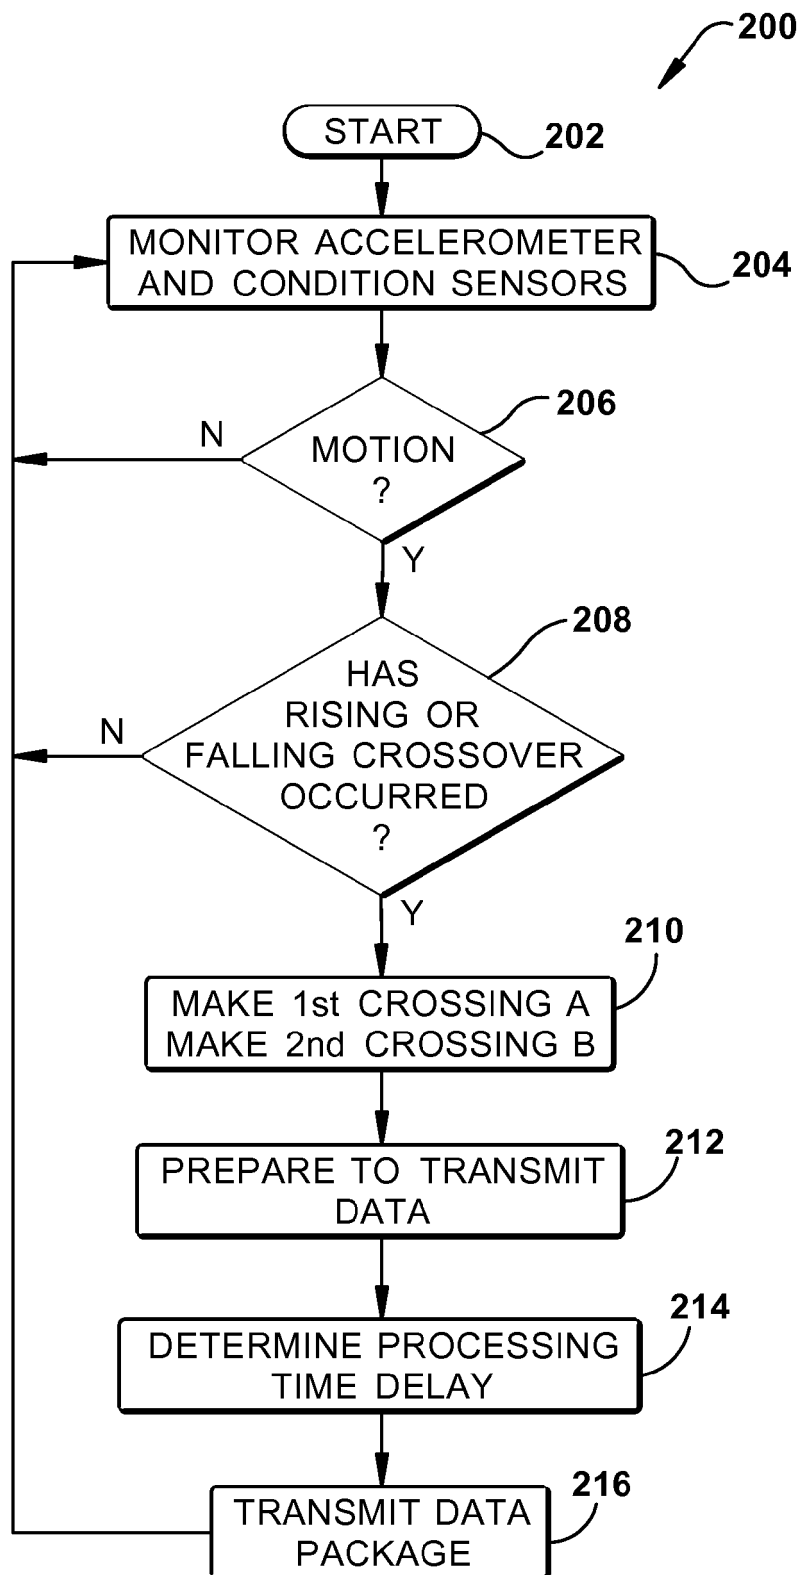 200
START
202
MONITOR ACCELEROMETER
AND CONDITION SENSORS
204
206
N
MOTION
?
Y
208
HAS
RISING OR
FALLING CROSSOVER
OCCURRED
?
N
Y
210
MAKE 1st CROSSING A
MAKE 2nd CROSSING B
212
PREPARE TO TRANSMIT
DATA
214
DETERMINE PROCESSING
TIME DELAY
216
TRANSMIT DATA
PACKAGE